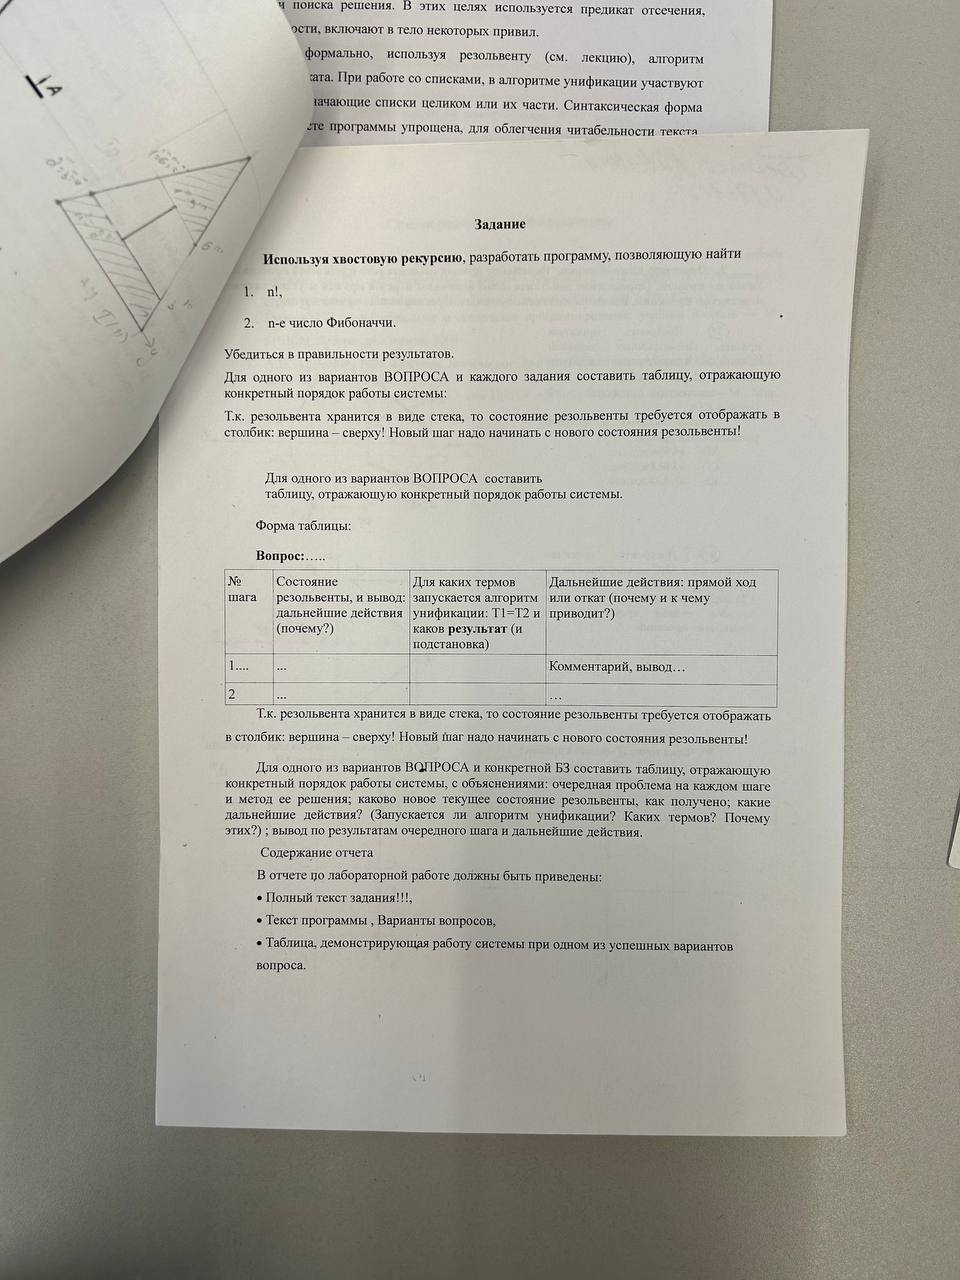 и поиска решения. В этих целях используется предикат отсечения,
ости, включают в тело некоторых привил.
формально, используя резольвенту (см. лекцию), алгоритм
ката. При работе со списками, в алгоритме унификации участвуют
начающие списки целиком или их части. Синтаксическая форма
сте программы упрощена, для облегчения читабельности текста
A
Задание
Используя хвостовую рекурсию, разработать программу, позволяющую найти
1. n!,
2. n-е число Фибоначчи.
Убедиться в правильности результатов.
Для одного из вариантов ВОПРОСА и каждого задания составить таблицу, отражающую
конкретный порядок работы системы:
Т.к. резольвента хранится в виде стека, то состояние резольвенты требуется отображать в
столбик: вершина – сверху! Новый шаг надо начинать с нового состояния резольвенты!
Для одного из вариантов ВОПРОСА составить
таблицу, отражающую конкретный порядок работы системы.
Форма таблицы:
Вопрос:…..
№
шага
Состояние
резольвенты, и вывод:
дальнейшие действия
(почему?)
Для каких термов
запускается алгоритм
унификации: Т1=Т2 и
каков результат (и
подстановка)
Дальнейшие действия: прямой ход
или откат (почему и к чему
приводит?)
1.... ... Комментарий, вывод…
2 ... …
Т.к. резольвента хранится в виде стека, то состояние резольвенты требуется отображать
в столбик: вершина – сверху! Новый шаг надо начинать с нового состояния резольвенты!
Для одного из вариантов ВОПРОСА и конкретной БЗ составить таблицу, отражающую
конкретный порядок работы системы, с объяснениями: очередная проблема на каждом шаге
и метод ее решения; каково новое текущее состояние резольвенты, как получено; какие
дальнейшие действия? (Запускается ли алгоритм унификации? Каких термов? Почему
этих?) ; вывод по результатам очередного шага и дальнейшие действия.
Содержание отчета
В отчете по лабораторной работе должны быть приведены:
• Полный текст задания!!!,
• Текст программы , Варианты вопросов,
• Таблица, демонстрирующая работу системы при одном из успешных вариантов
вопроса.